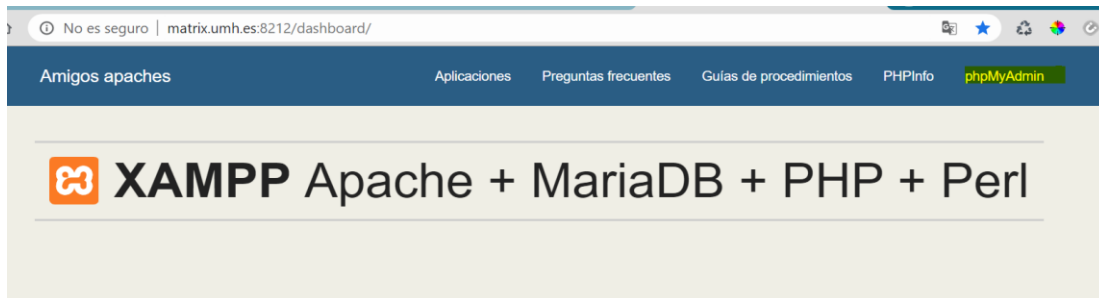 No es seguro | matrix.umh.es:8212/dashboard/
Amigos apaches Aplicaciones Preguntas frecuentes Guías de procedimientos PHPInfo phpMyAdmin
XAMPP Apache + MariaDB + PHP + Perl